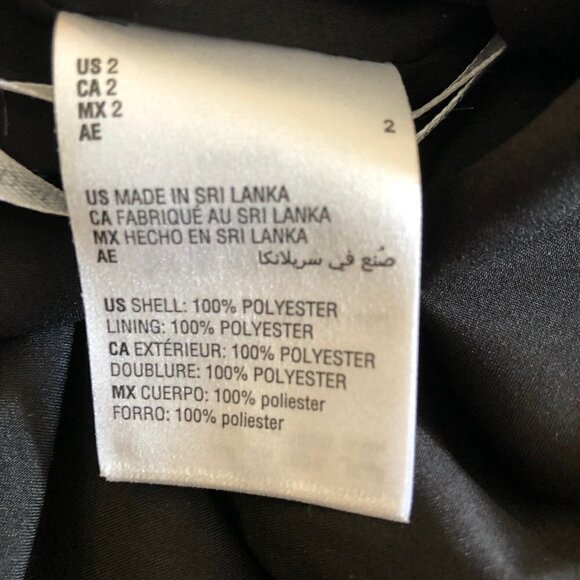 US 2
CA 2
MX 2
AE 2
US MADE IN SRI LANKA
CA FABRIQUÉ AU SRI LANKA
MX HECHO EN SRI LANKA
AE صُنع في سريلانكا
US SHELL: 100% POLYESTER
LINING: 100% POLYESTER
CA EXTÉRIEUR: 100% POLYESTER
DOUBLURE: 100% POLYESTER
MX CUERPO: 100% poliester
FORRO: 100% poliester